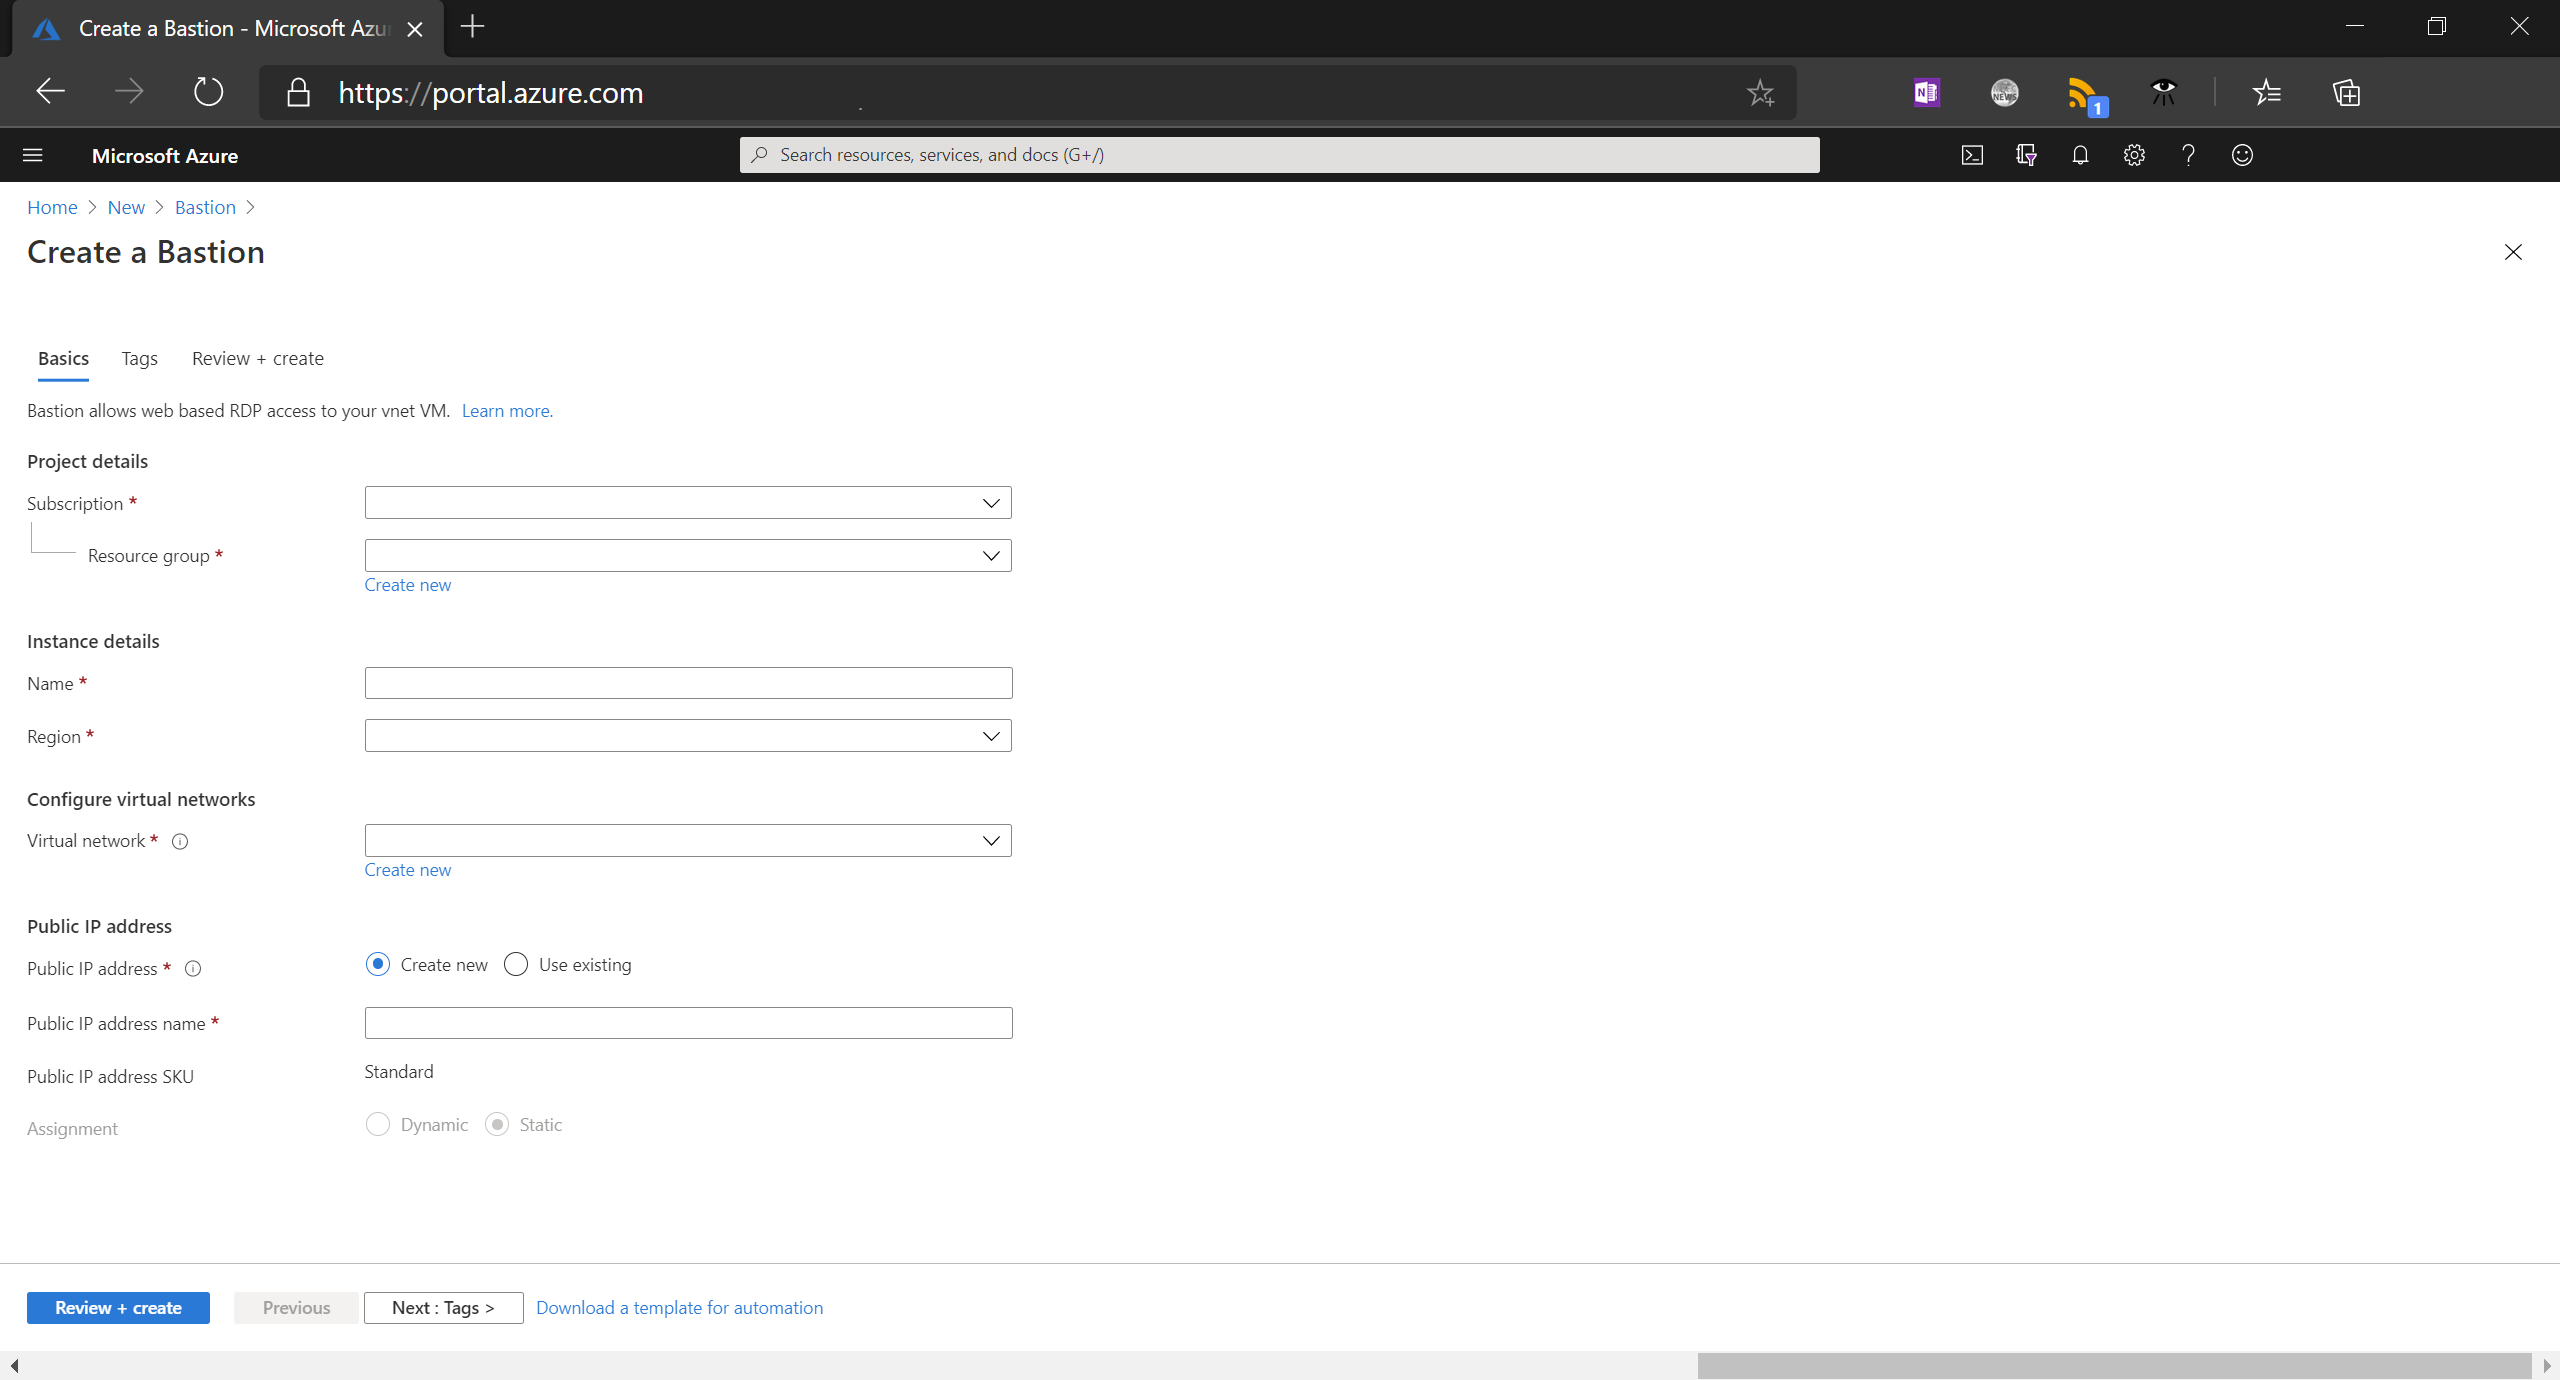 Create a Bastion - Microsoft Azu
https://portal.azure.com
N
NEWS
1
Microsoft Azure
Search resources, services, and docs (G+/)
Home > New > Bastion >
Create a Bastion
Basics Tags Review + create
Bastion allows web based RDP access to your vnet VM. Learn more.
Project details
Subscription *
Resource group *
Create new
Instance details
Name *
Region *
Configure virtual networks
Virtual network *
Create new
Public IP address
Public IP address * Create new Use existing
Public IP address name *
Public IP address SKU Standard
Assignment Dynamic Static
Review + create Previous Next : Tags > Download a template for automation